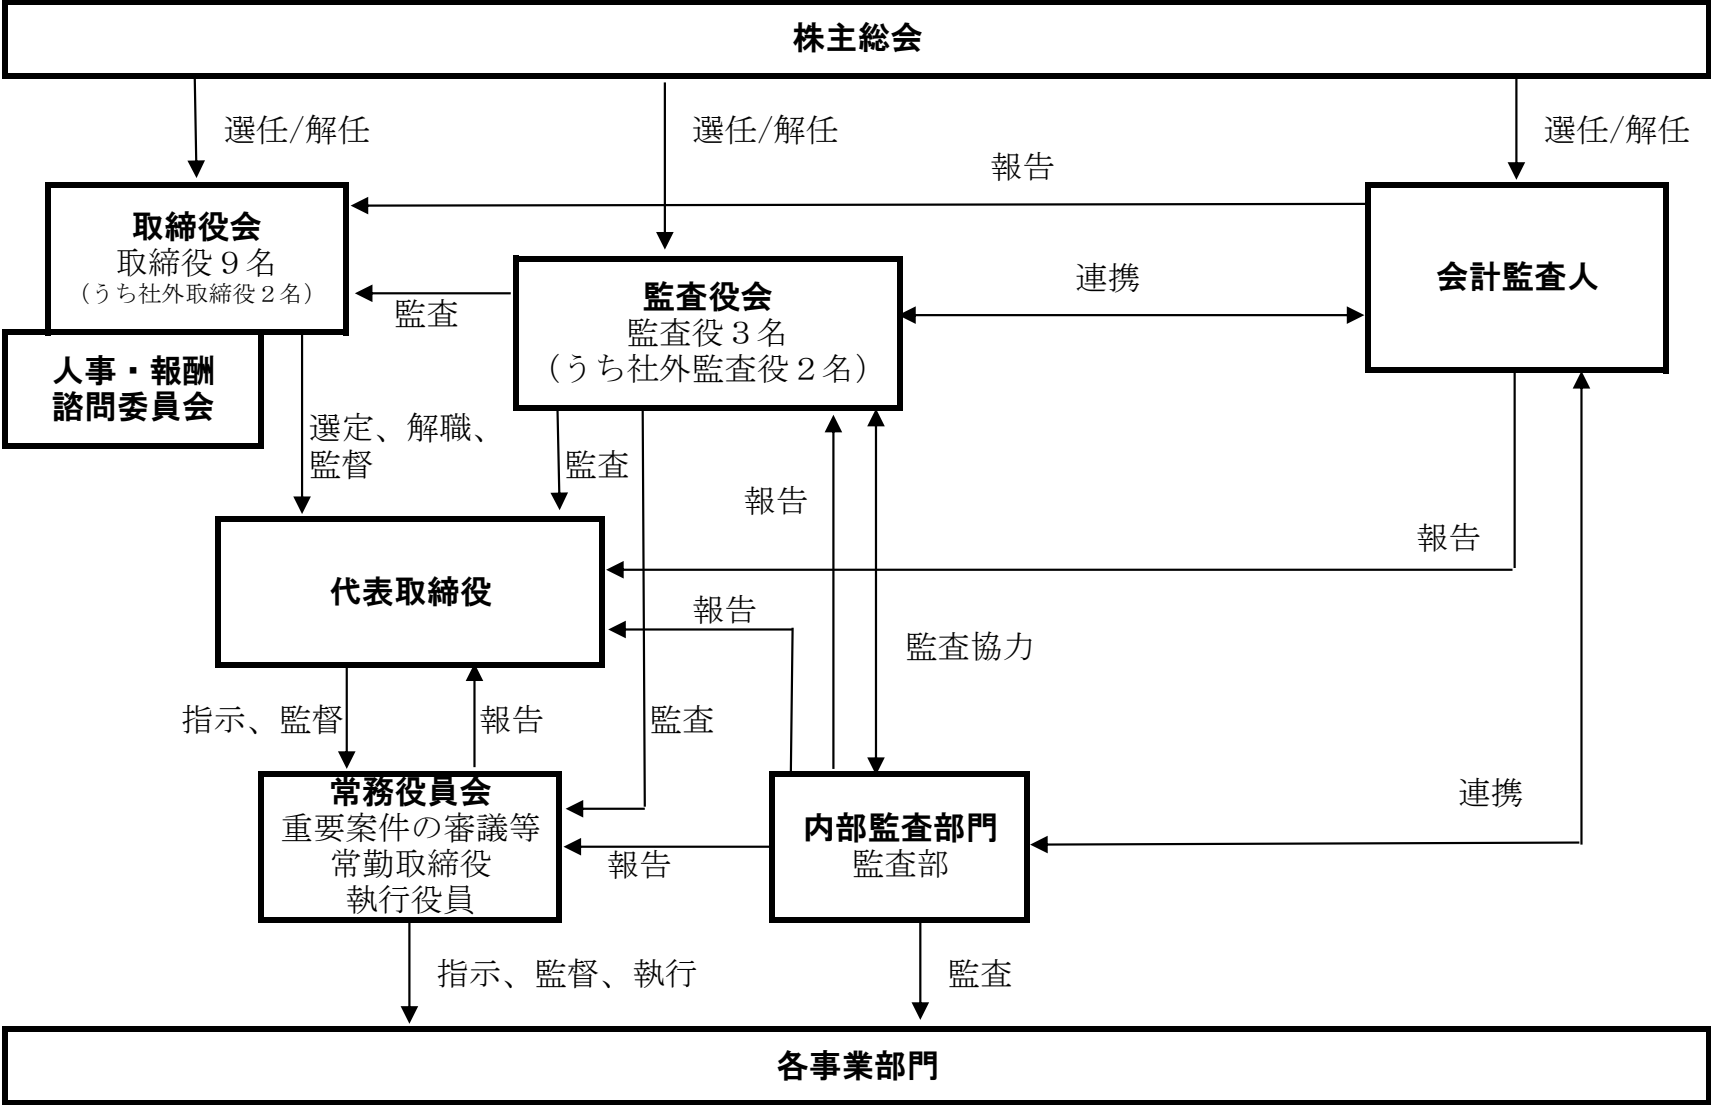 株主総会
選任/解任
選任/解任
選任/解任
報告
取締役会
取締役９名
（うち社外取締役２名）
監査
監査役会
監査役３名
（うち社外監査役２名）
連携
会計監査人
人事・報酬
諮問委員会
選定、解職、
監督
監査
報告
報告
代表取締役
報告
監査協力
指示、監督
報告
監査
常務役員会
重要案件の審議等
常勤取締役
執行役員
報告
内部監査部門
監査部
連携
指示、監督、執行
監査
各事業部門